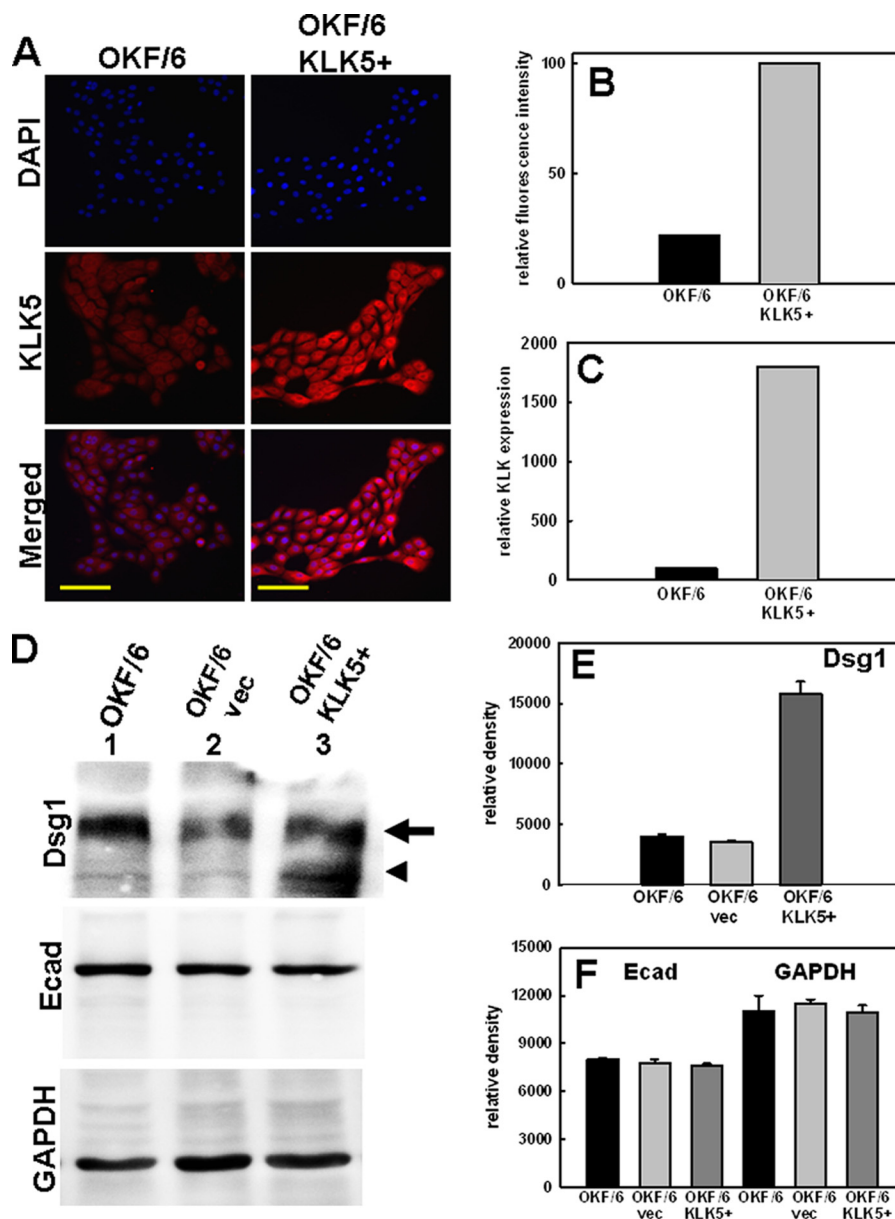 A
OKF/6
OKF/6
KLK5+
DAPI
KLK5
Merged
B
relative fluores cence intensity
100
50
0
OKF/6
OKF/6
KLK5+
C
relative KLK expression
2000
1500
1000
500
0
OKF/6
OKF/6
KLK5+
D
OKF/6
OKF/6
vec
OKF/6
KLK5+
1 2 3
Dsg1
Ecad
GAPDH
E
Dsg1
relative density
20000
15000
10000
5000
0
OKF/6
OKF/6
vec
OKF/6
KLK5+
F
Ecad GAPDH
relative density
15000
12000
9000
6000
3000
0
OKF/6 OKF/6 OKF/6 OKF/6 OKF/6 OKF/6
vec KLK5+ vec KLK5+